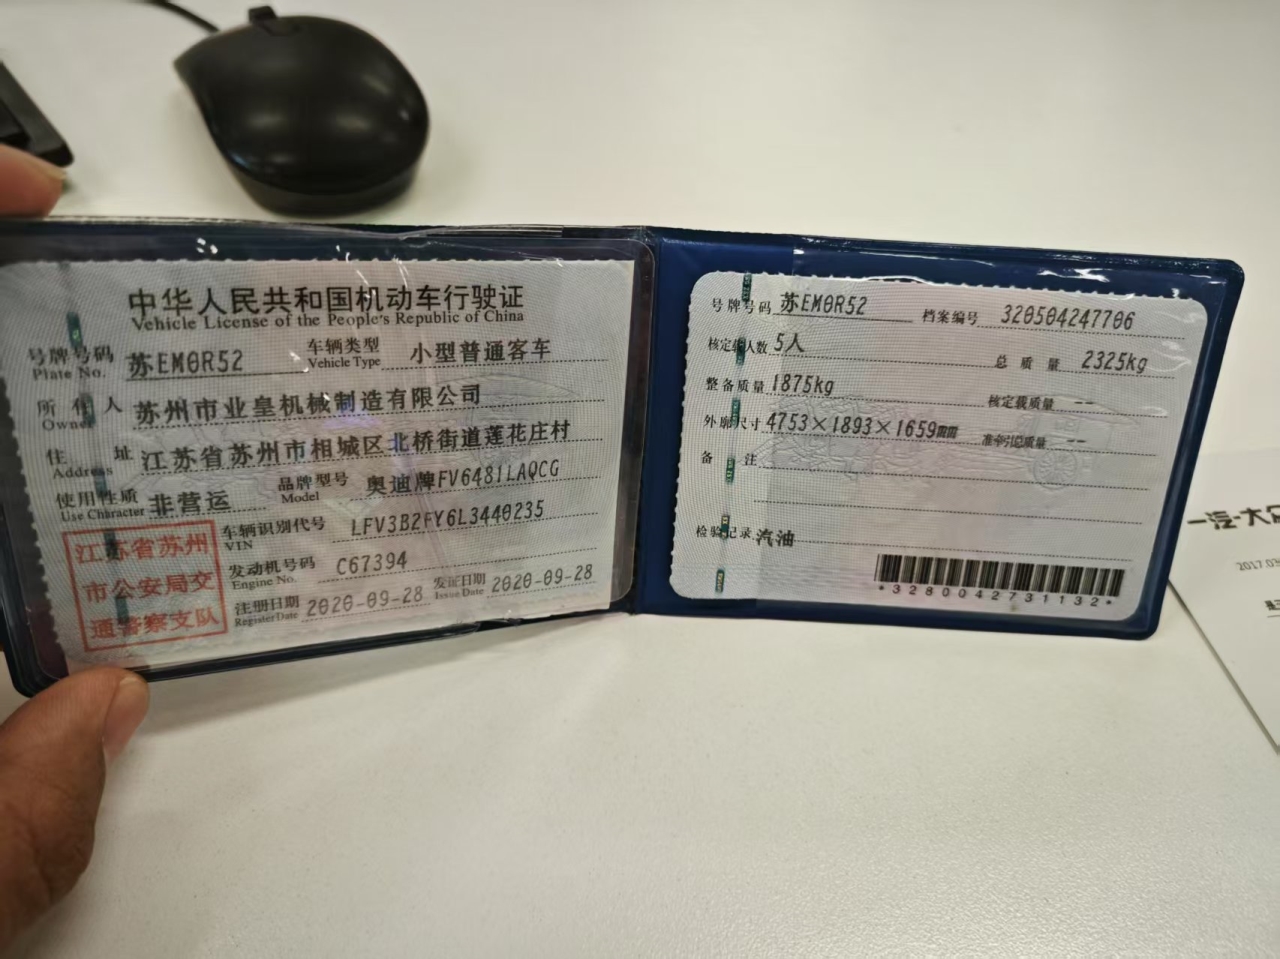 中华人民共和国机动车行驶证
Vehicle License of the People's Republic of China
号牌号码 苏EM0R52 车辆类型 小型普通客车
Plate No. Vehicle Type
所有人 苏州市业皇机械制造有限公司
Owner
住址 江苏省苏州市相城区北桥街道莲花庄村
Address
使用性质 非营运 品牌型号 奥迪牌FV6481LAQCG
Use Character Model
车辆识别代号 LFV3B2FY6L3440235
VIN
发动机号码 C67394
Engine No.
注册日期 2020-09-28 发证日期 2020-09-28
Register Date Issue Date
江苏省苏州
市公安局交
通警察支队
号牌号码 苏EM0R52 档案编号 320504247706
核定载人数 5人 总质量 2325kg
整备质量 1875kg 核定载质量 --
外廓尺寸 4753×1893×1659mm 准牵引总质量 --
备注
检验记录 汽油
*3280042731132*
一汽-大众
2017.03